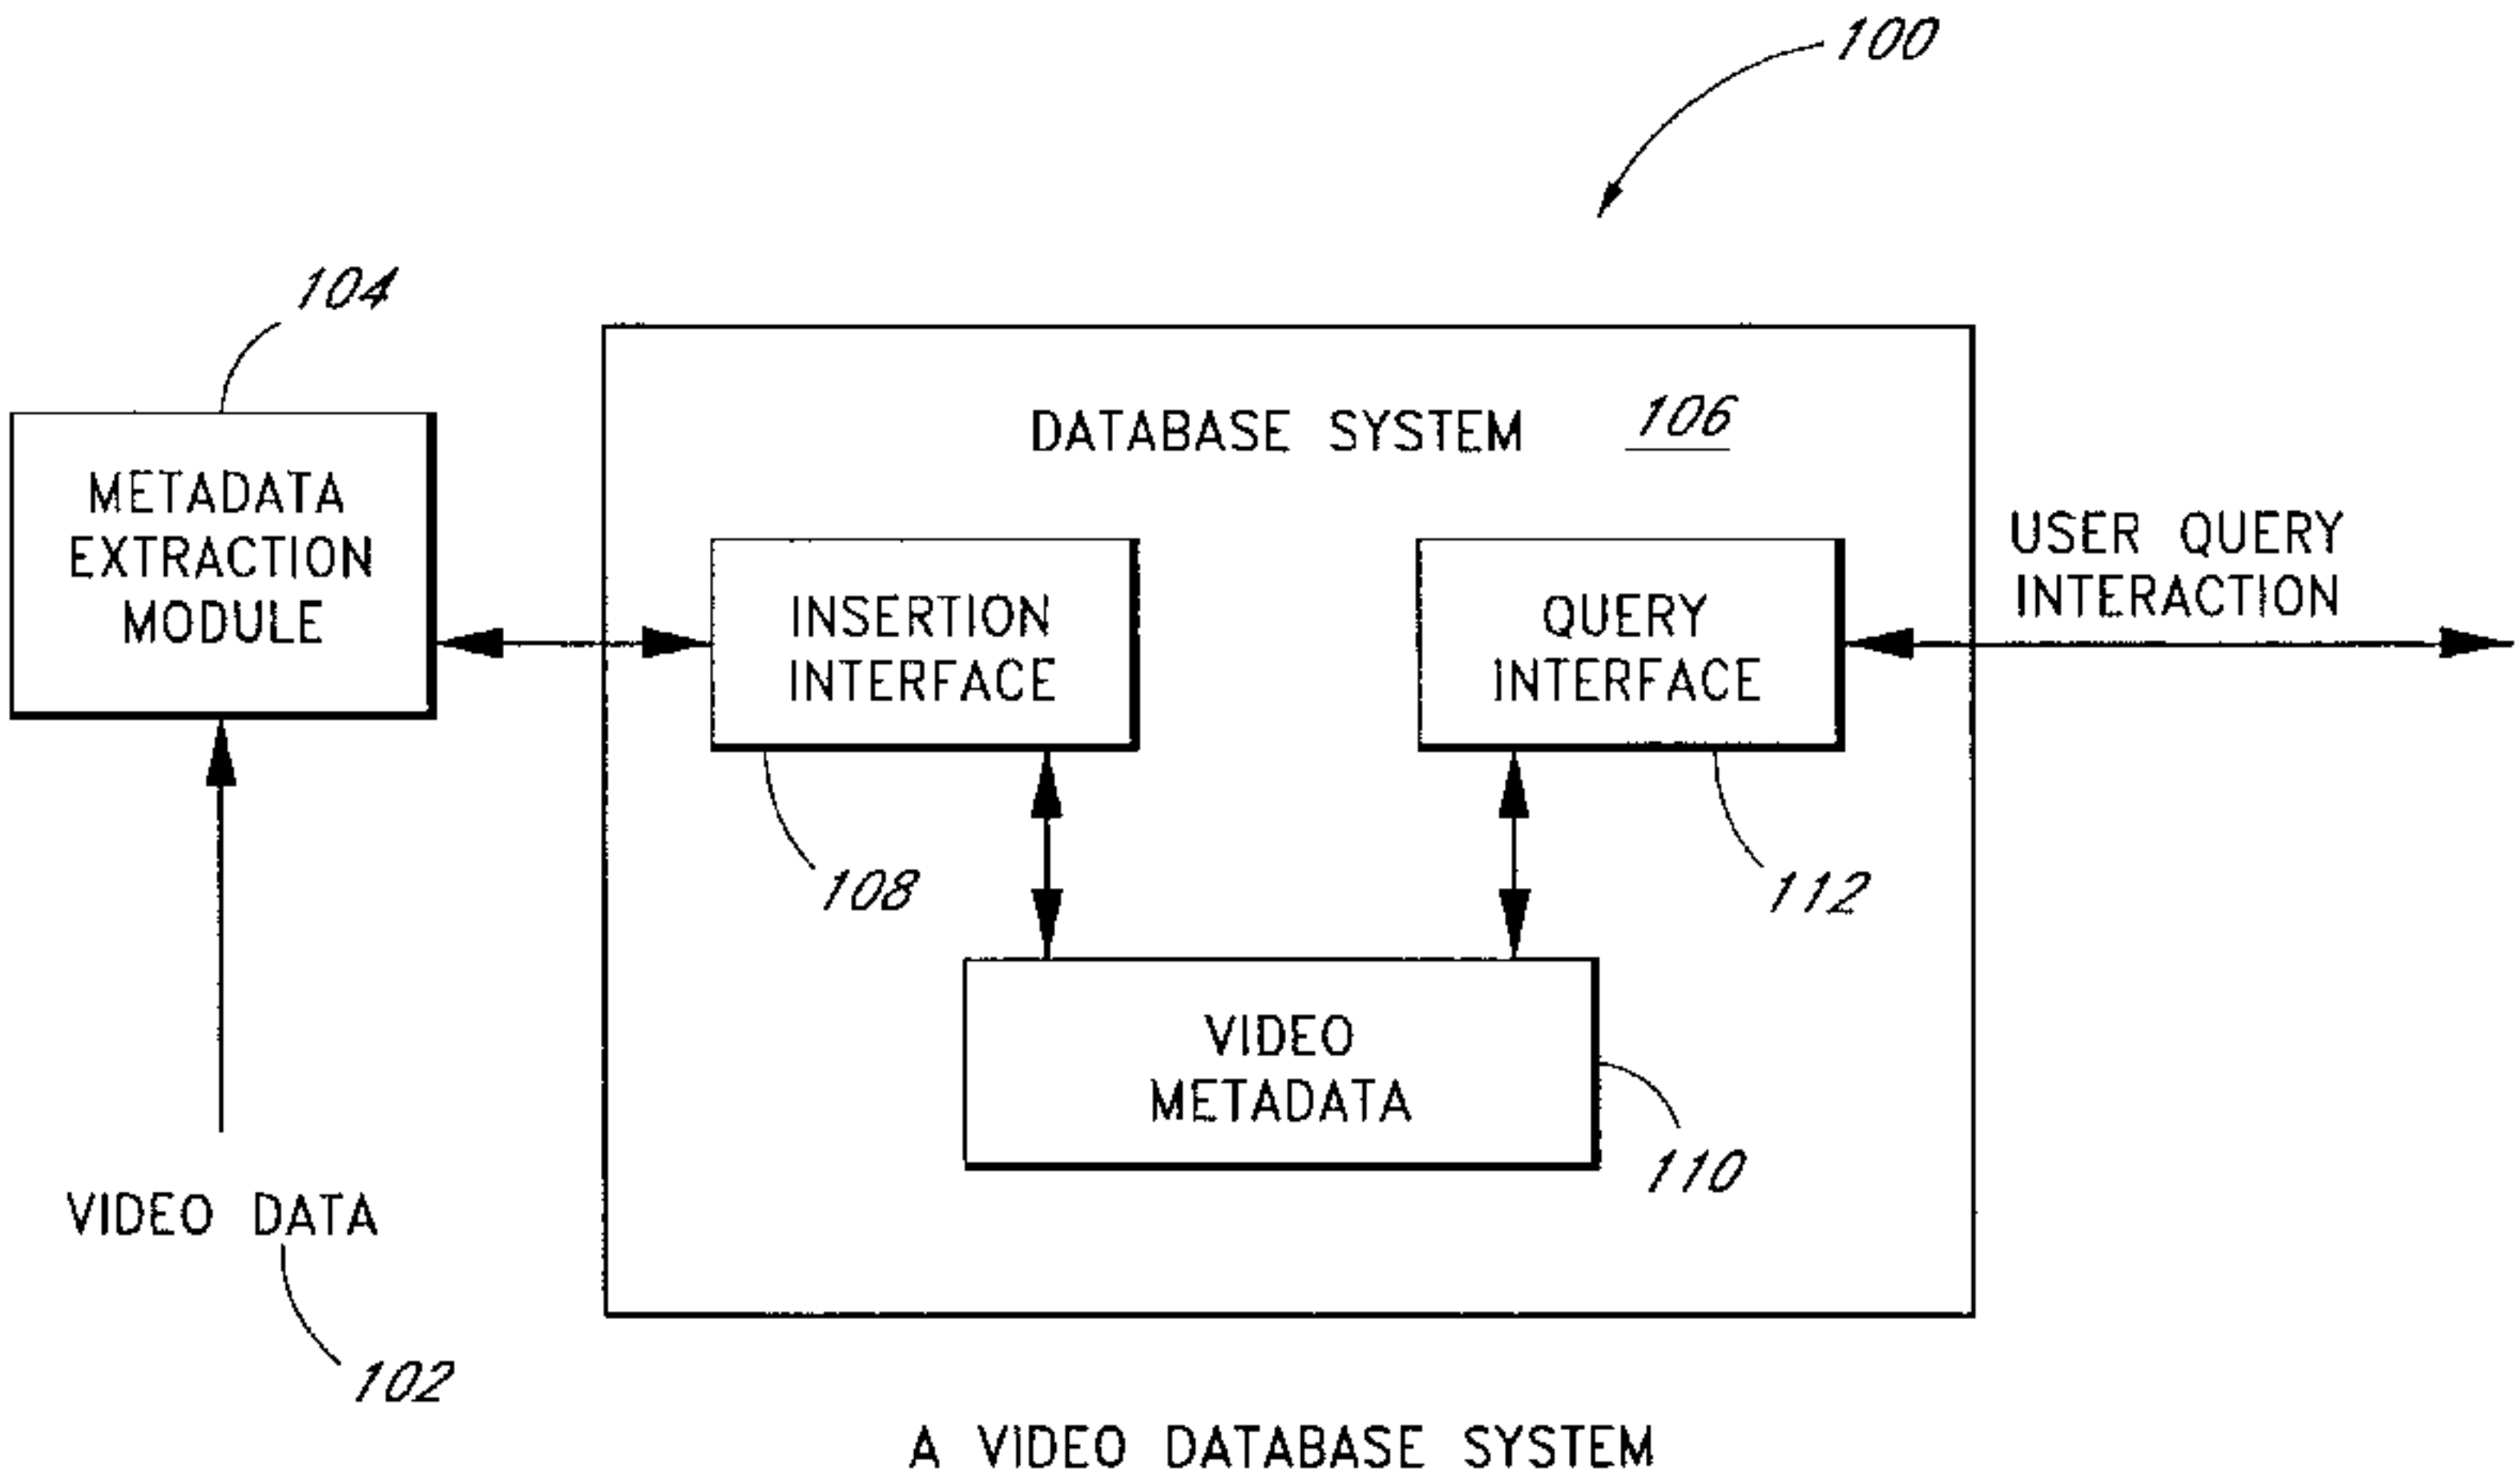 100
104
DATABASE SYSTEM 106
METADATA
EXTRACTION
MODULE
INSERTION
INTERFACE
QUERY
INTERFACE
USER QUERY
INTERACTION
108
112
VIDEO
METADATA
110
VIDEO DATA
102
A VIDEO DATABASE SYSTEM